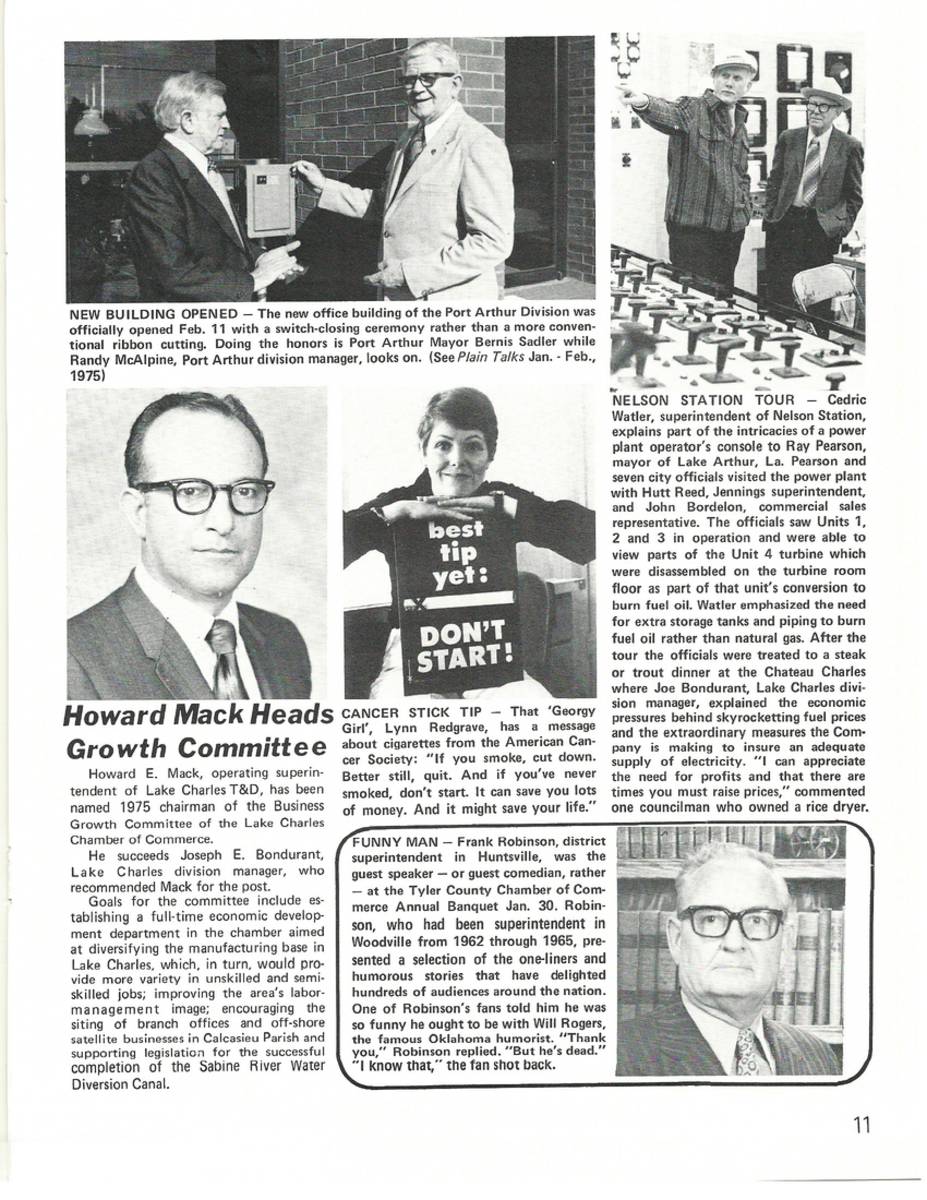 NEW BUILDING OPENED — The new office building of the Port Arthur Division was
officially opened Feb. 11 with a switch-closing ceremony rather than a more conven-
tional ribbon cutting. Doing the honors is Port Arthur Mayor Bernis Sadler while
Randy McAlpine, Port Arthur division manager, looks on. (See Plain Talks Jan. - Feb.,
1975)
NELSON STATION TOUR — Cedric
Watler, superintendent of Nelson Station,
explains part of the intricacies of a power
plant operator's console to Ray Pearson,
mayor of Lake Arthur, La. Pearson and
seven city officials visited the power plant
with Hutt Reed, Jennings superintendent,
and John Bordelon, commercial sales
representative. The officials saw Units 1,
2 and 3 in operation and were able to
view parts of the Unit 4 turbine which
were disassembled on the turbine room
floor as part of that unit's conversion to
burn fuel oil. Watler emphasized the need
for extra storage tanks and piping to burn
fuel oil rather than natural gas. After the
tour the officials were treated to a steak
or trout dinner at the Chateau Charles
where Joe Bondurant, Lake Charles divi-
sion manager, explained the economic
pressures behind skyrocketting fuel prices
and the extraordinary measures the Com-
pany is making to insure an adequate
supply of electricity. "I can appreciate
the need for profits and that there are
times you must raise prices," commented
one councilman who owned a rice dryer.
best
tip
yet:
DON'T
START!
Howard Mack Heads
Growth Committee
Howard E. Mack, operating superin-
tendent of Lake Charles T&D, has been
named 1975 chairman of the Business
Growth Committee of the Lake Charles
Chamber of Commerce.
He succeeds Joseph E. Bondurant,
Lake Charles division manager, who
recommended Mack for the post.
Goals for the committee include es-
tablishing a full-time economic develop-
ment department in the chamber aimed
at diversifying the manufacturing base in
Lake Charles, which, in turn, would pro-
vide more variety in unskilled and semi-
skilled jobs; improving the area's labor-
management image; encouraging the
siting of branch offices and off-shore
satellite businesses in Calcasieu Parish and
supporting legislation for the successful
completion of the Sabine River Water
Diversion Canal.
CANCER STICK TIP — That 'Georgy
Girl', Lynn Redgrave, has a message
about cigarettes from the American Can-
cer Society: "If you smoke, cut down.
Better still, quit. And if you've never
smoked, don't start. It can save you lots
of money. And it might save your life."
FUNNY MAN — Frank Robinson, district
superintendent in Huntsville, was the
guest speaker — or guest comedian, rather
— at the Tyler County Chamber of Com-
merce Annual Banquet Jan. 30. Robin-
son, who had been superintendent in
Woodville from 1962 through 1965, pre-
sented a selection of the one-liners and
humorous stories that have delighted
hundreds of audiences around the nation.
One of Robinson's fans told him he was
so funny he ought to be with Will Rogers,
the famous Oklahoma humorist. "Thank
you," Robinson replied. "But he's dead."
"I know that," the fan shot back.
11